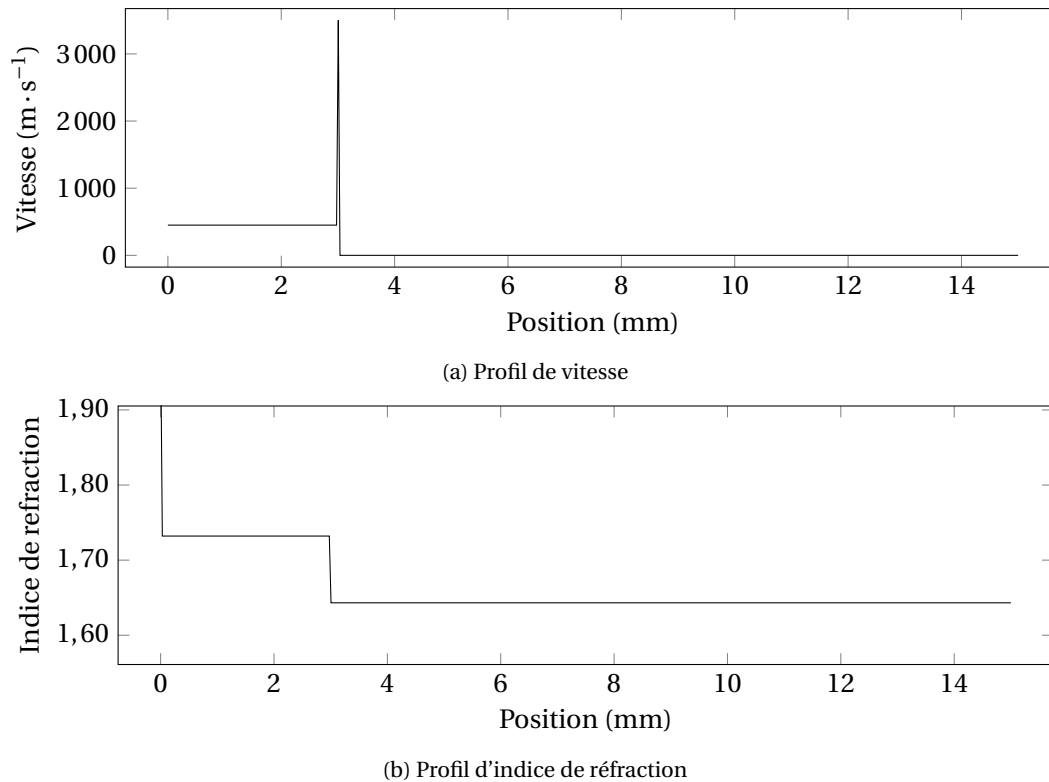 3 000
2 000
1 000
0
Vitesse (m·s⁻¹)
0 2 4 6 8 10 12 14
Position (mm)
(a) Profil de vitesse
1,90
1,80
1,70
1,60
Indice de refraction
0 2 4 6 8 10 12 14
Position (mm)
(b) Profil d'indice de réfraction